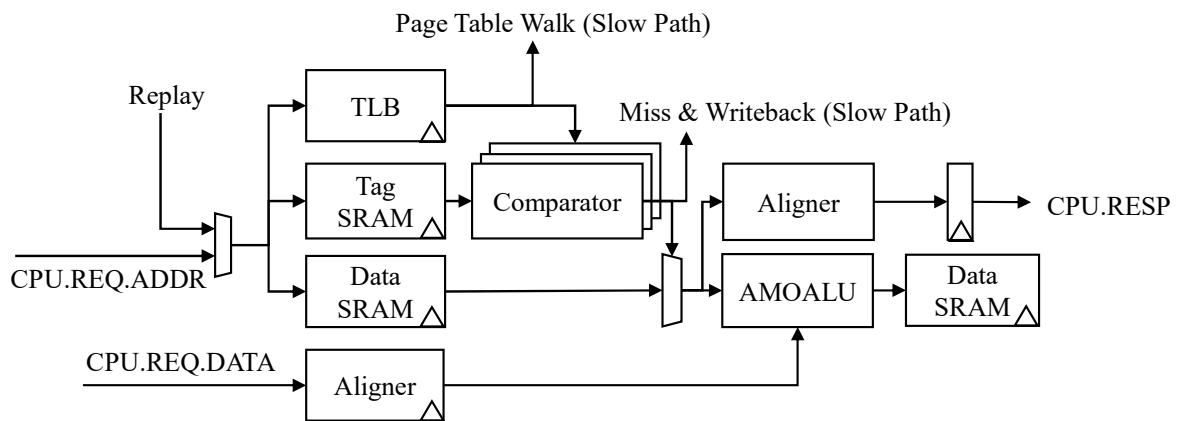 Page Table Walk (Slow Path)
Replay
TLB
Miss & Writeback (Slow Path)
Tag
SRAM
Comparator
Aligner
CPU.RESP
CPU.REQ.ADDR
Data
SRAM
AMOALU
Data
SRAM
CPU.REQ.DATA
Aligner